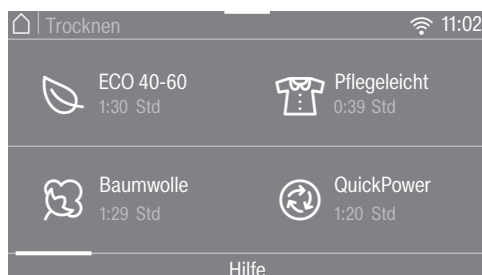 Trocknen 11:02
ECO 40-60
1:30 Std
Pflegeleicht
0:39 Std
Baumwolle
1:29 Std
QuickPower
1:20 Std
Hilfe